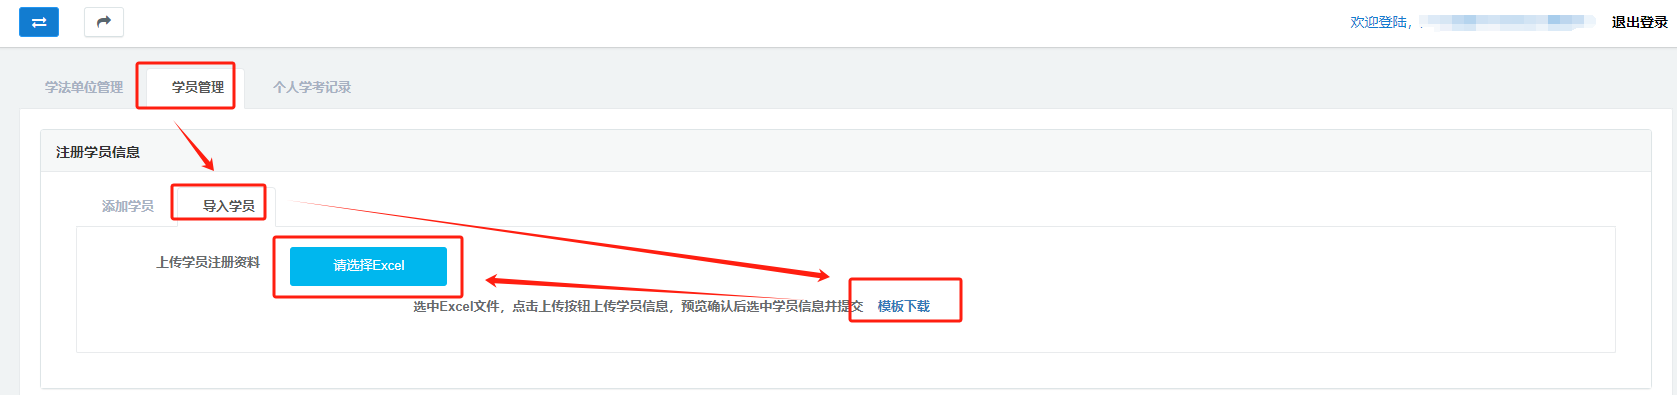 欢迎登陆，
退出登录
学法单位管理
学员管理
个人学考记录
注册学员信息
添加学员
导入学员
上传学员注册资料
请选择Excel
选中Excel文件，点击上传按钮上传学员信息，预览确认后选中学员信息并提交
模板下载